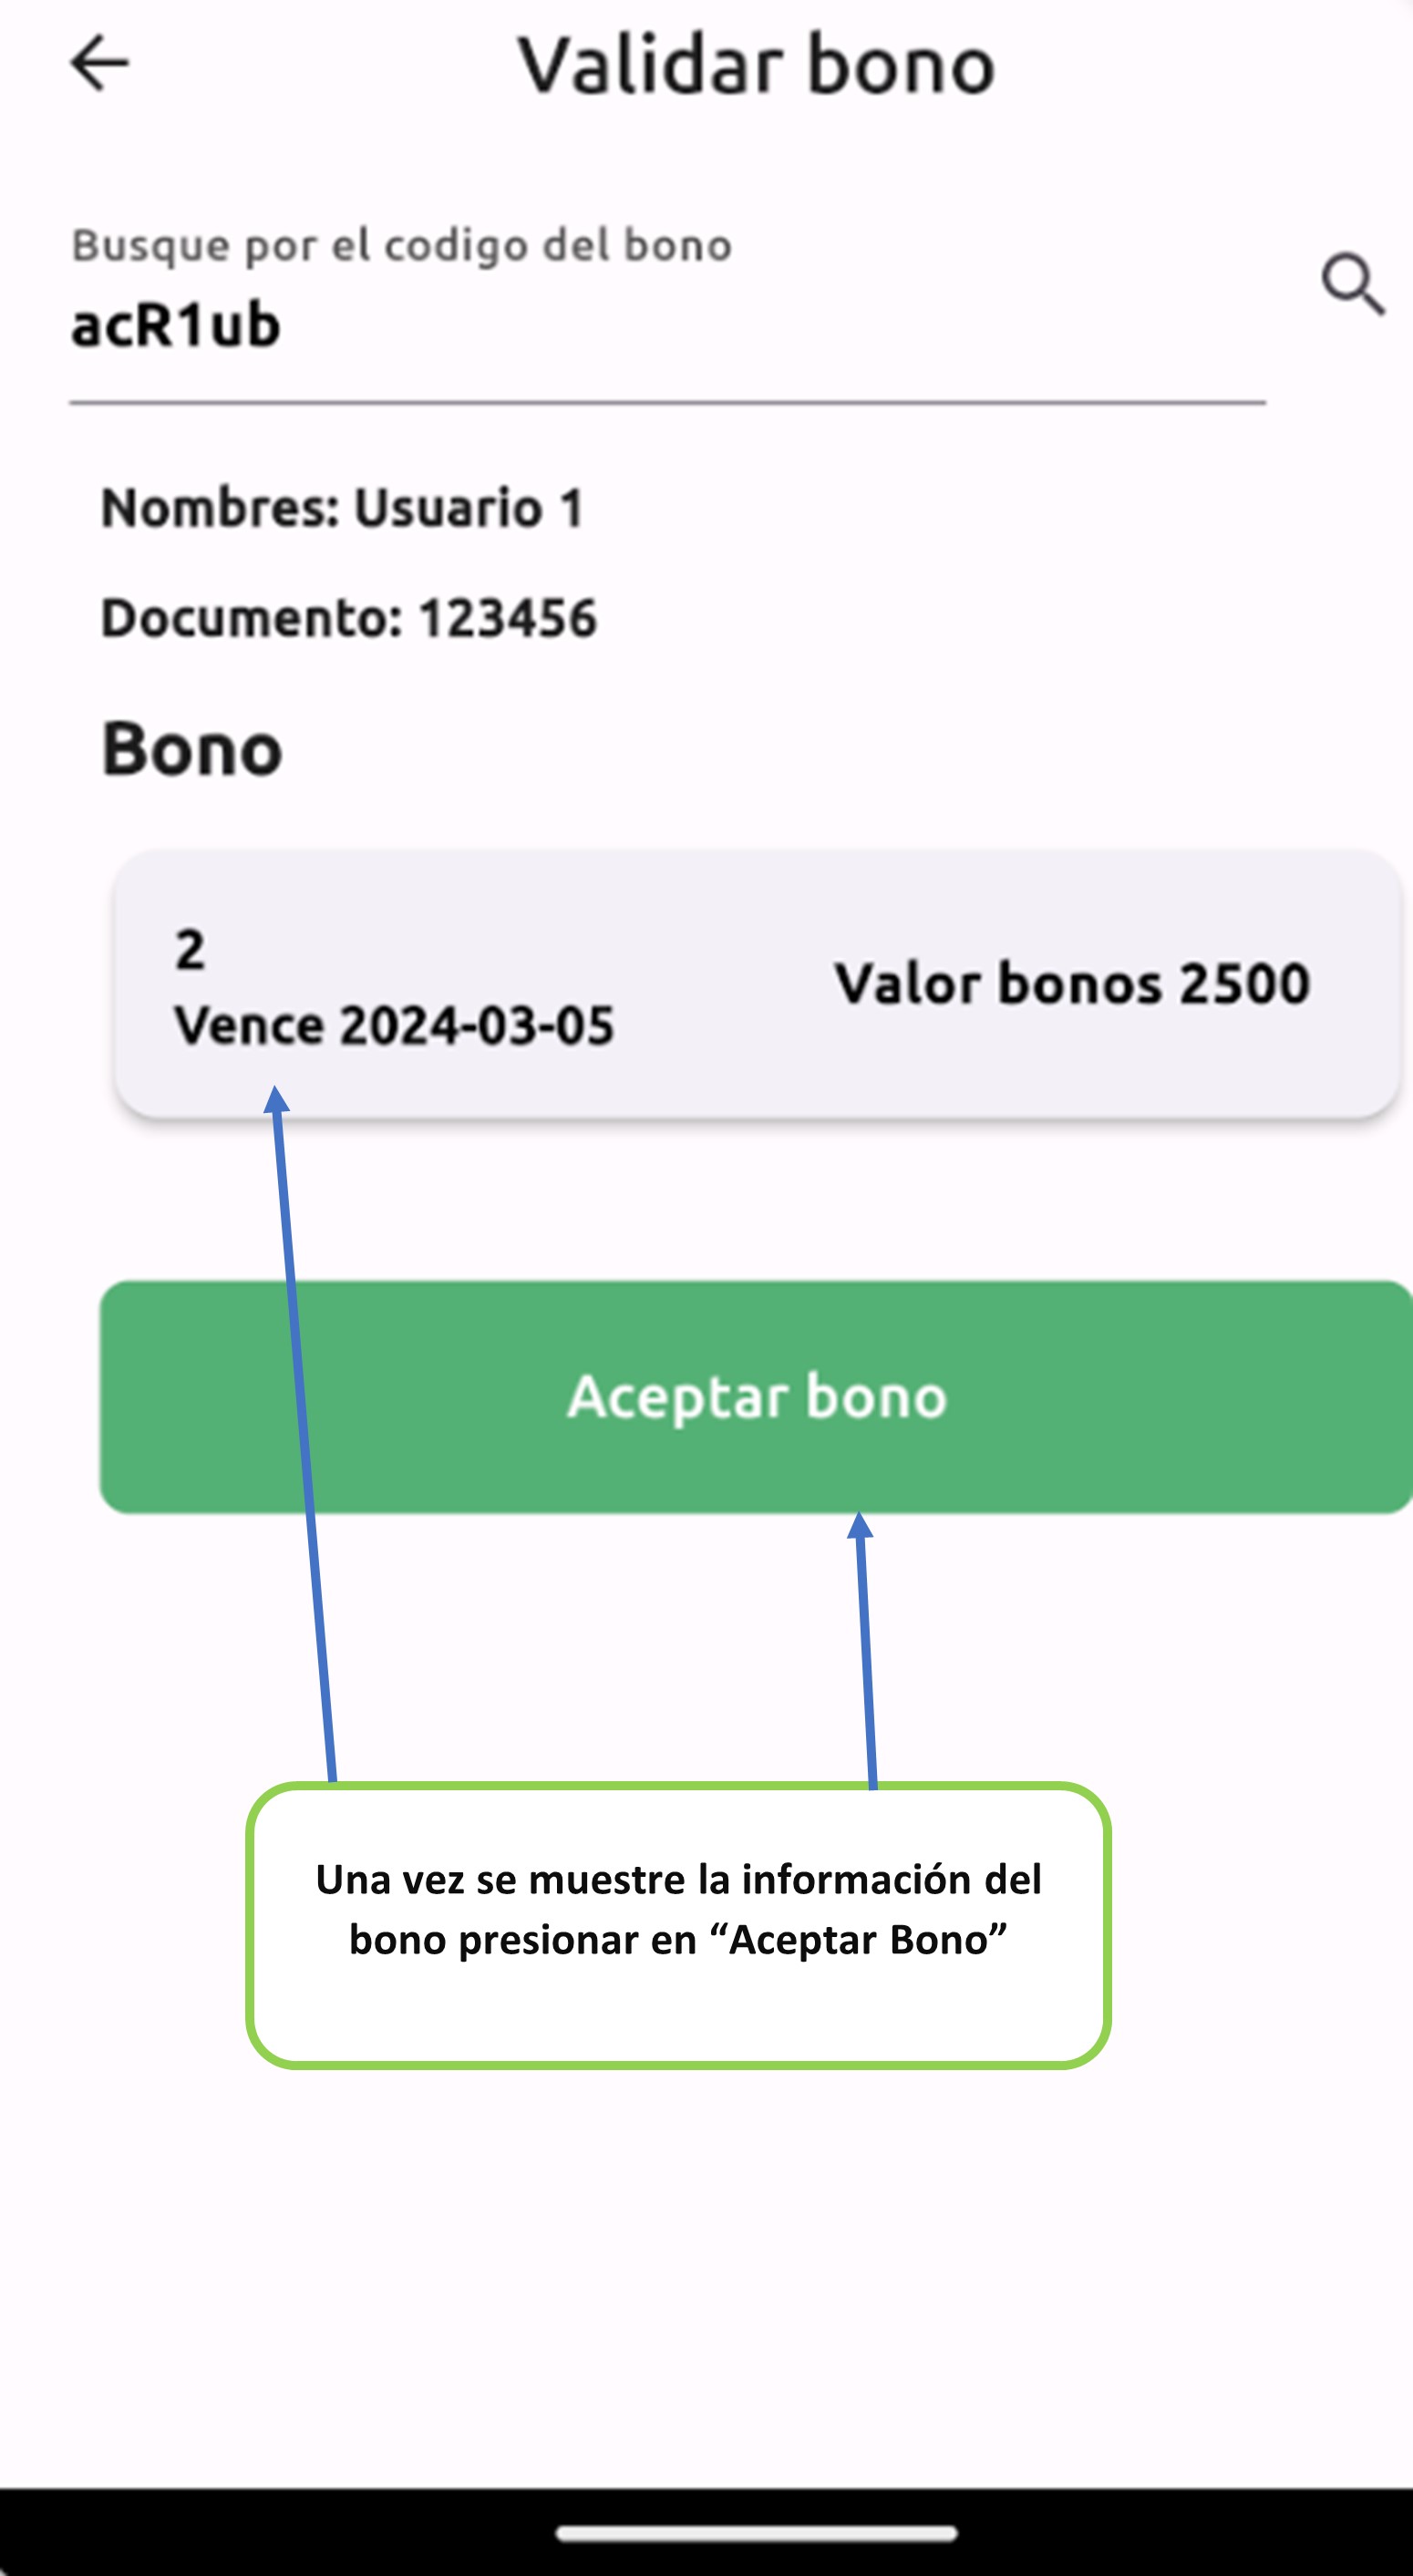 Validar bono
Busque por el codigo del bono
acR1ub
Nombres: Usuario 1
Documento: 123456
Bono
2
Vence 2024-03-05
Valor bonos 2500
Aceptar bono
Una vez se muestre la información del
bono presionar en “Aceptar Bono”